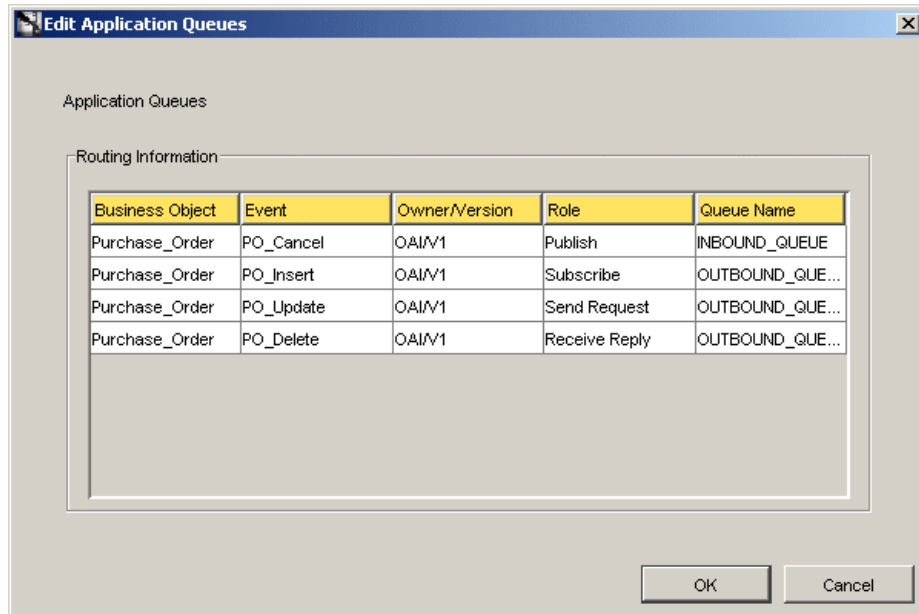 Edit Application Queues
Application Queues
Routing Information
Business Object Event Owner/Version Role Queue Name
Purchase_Order PO_Cancel OAI/V1 Publish INBOUND_QUEUE
Purchase_Order PO_Insert OAI/V1 Subscribe OUTBOUND_QUE...
Purchase_Order PO_Update OAI/V1 Send Request OUTBOUND_QUE...
Purchase_Order PO_Delete OAI/V1 Receive Reply OUTBOUND_QUE...
OK Cancel